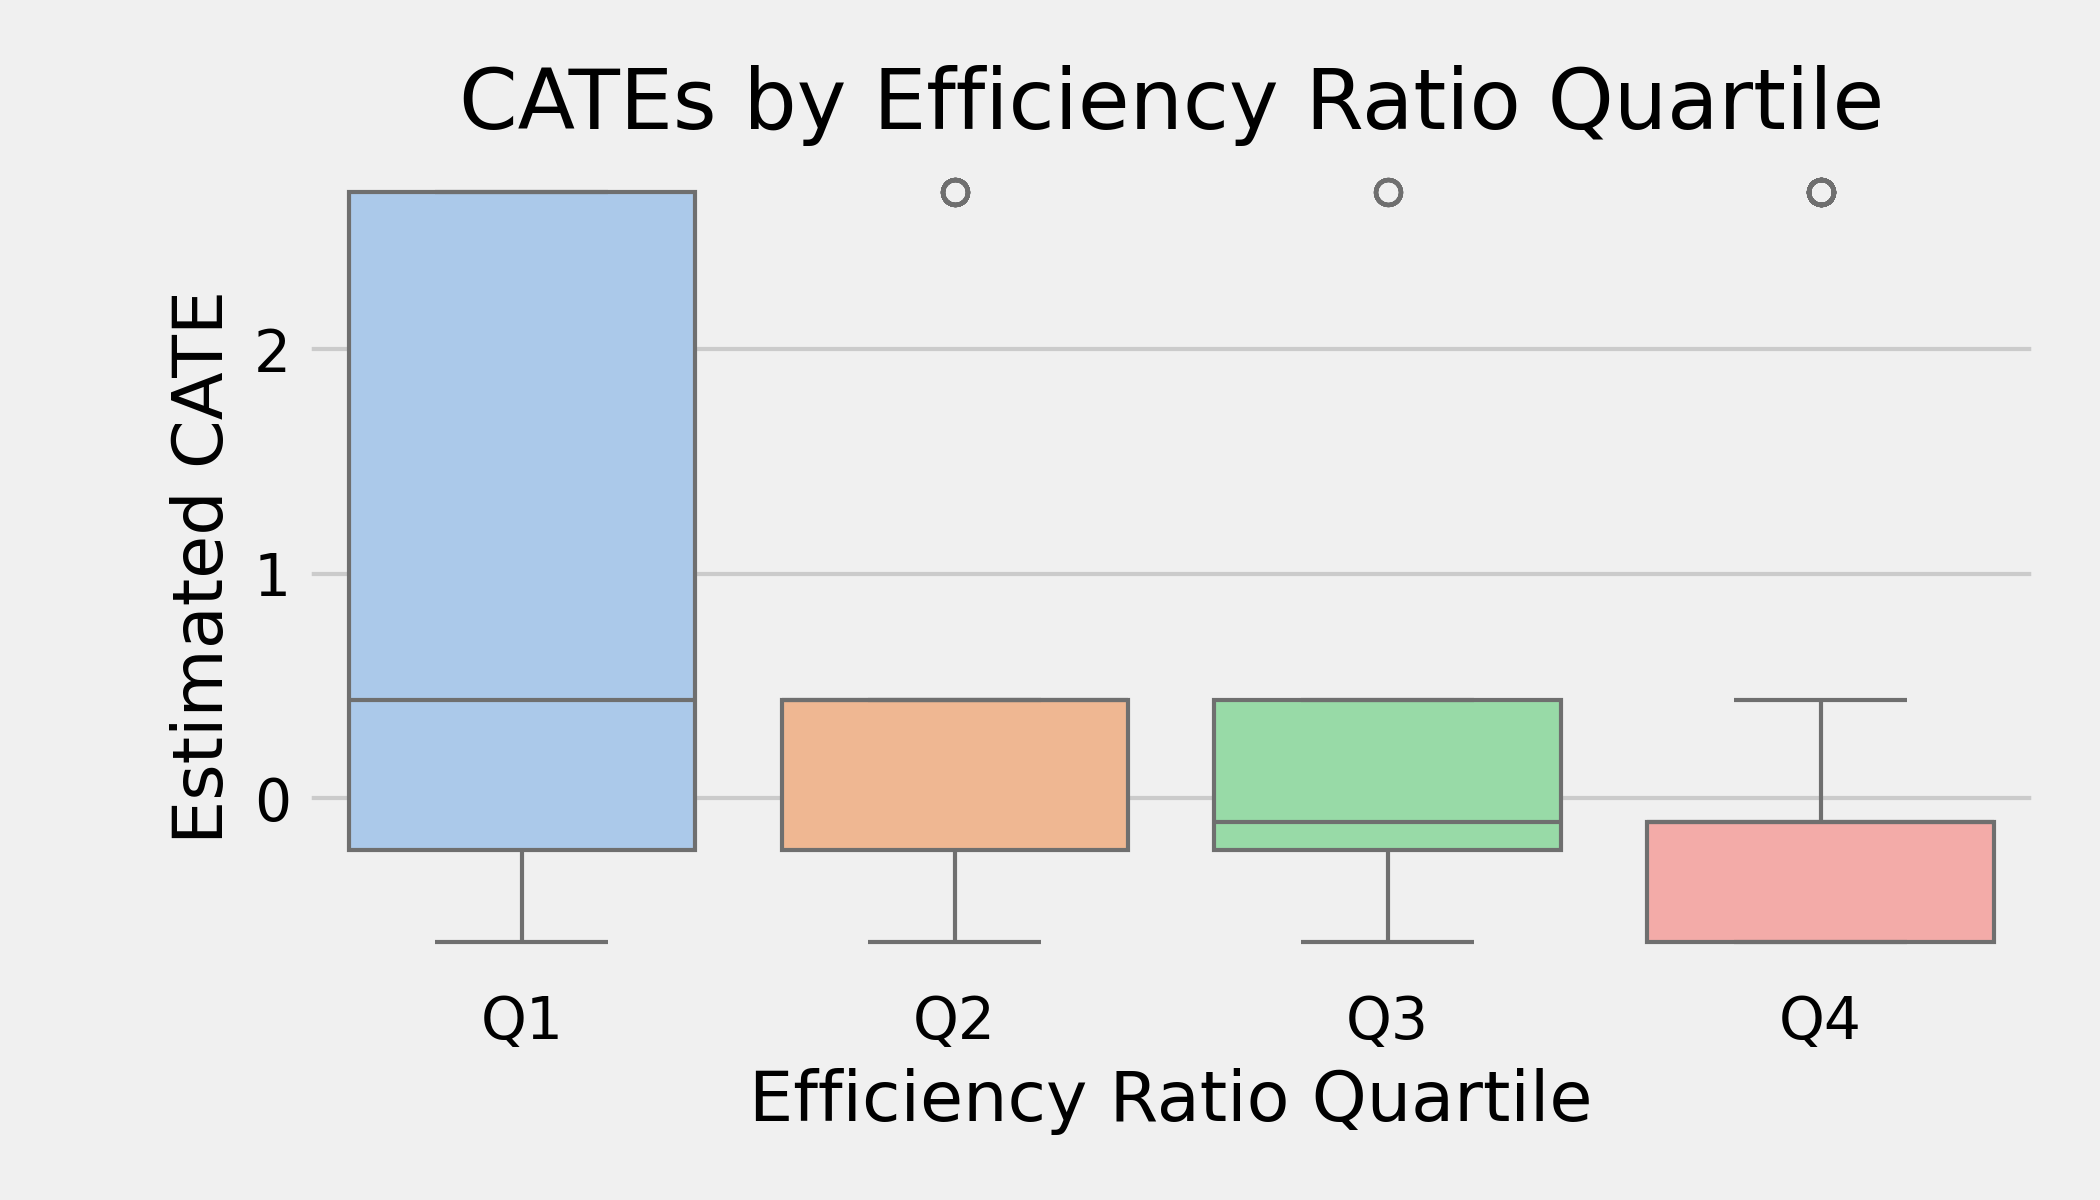 CATEs by Efficiency Ratio Quartile
Estimated CATE
2
1
0
Q1 Q2 Q3 Q4
Efficiency Ratio Quartile